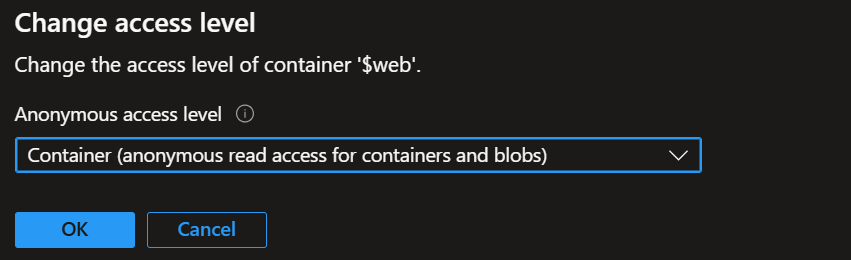 Change access level
Change the access level of container '$web'.
Anonymous access level
Container (anonymous read access for containers and blobs)
OK
Cancel